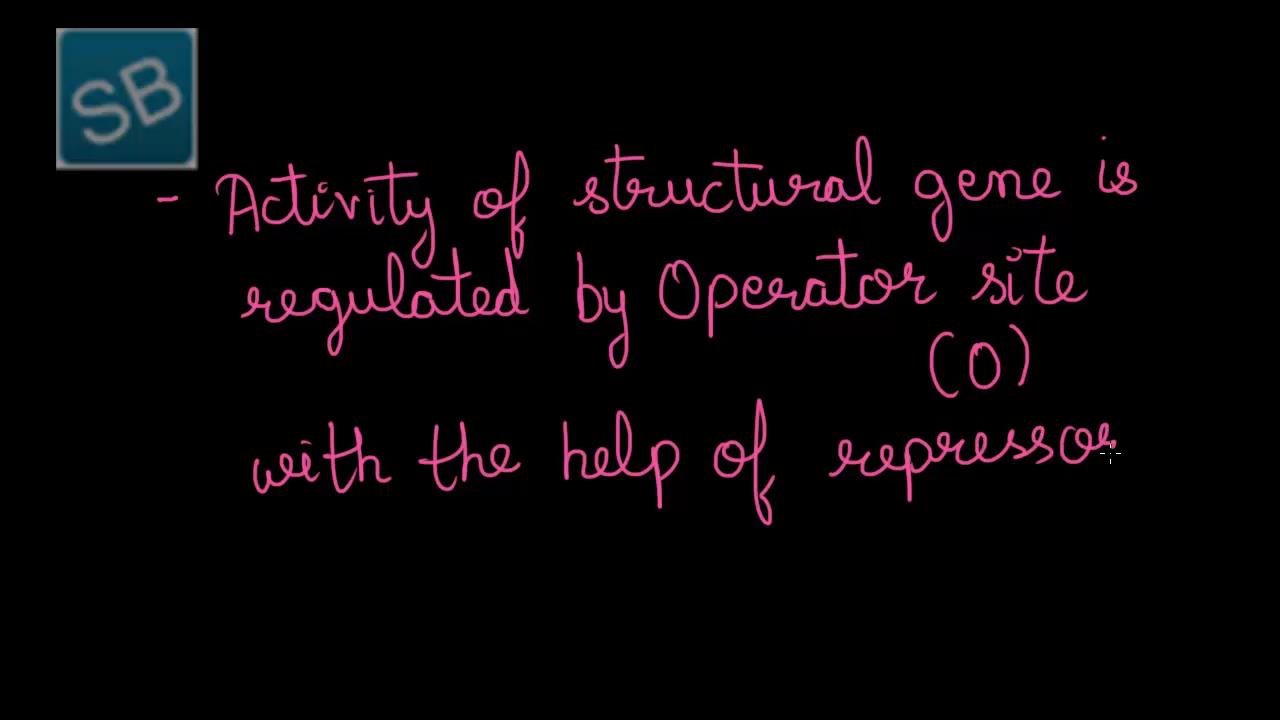 SB
- Activity of structural gene is
regulated by Operator site
(O)
with the help of repressor